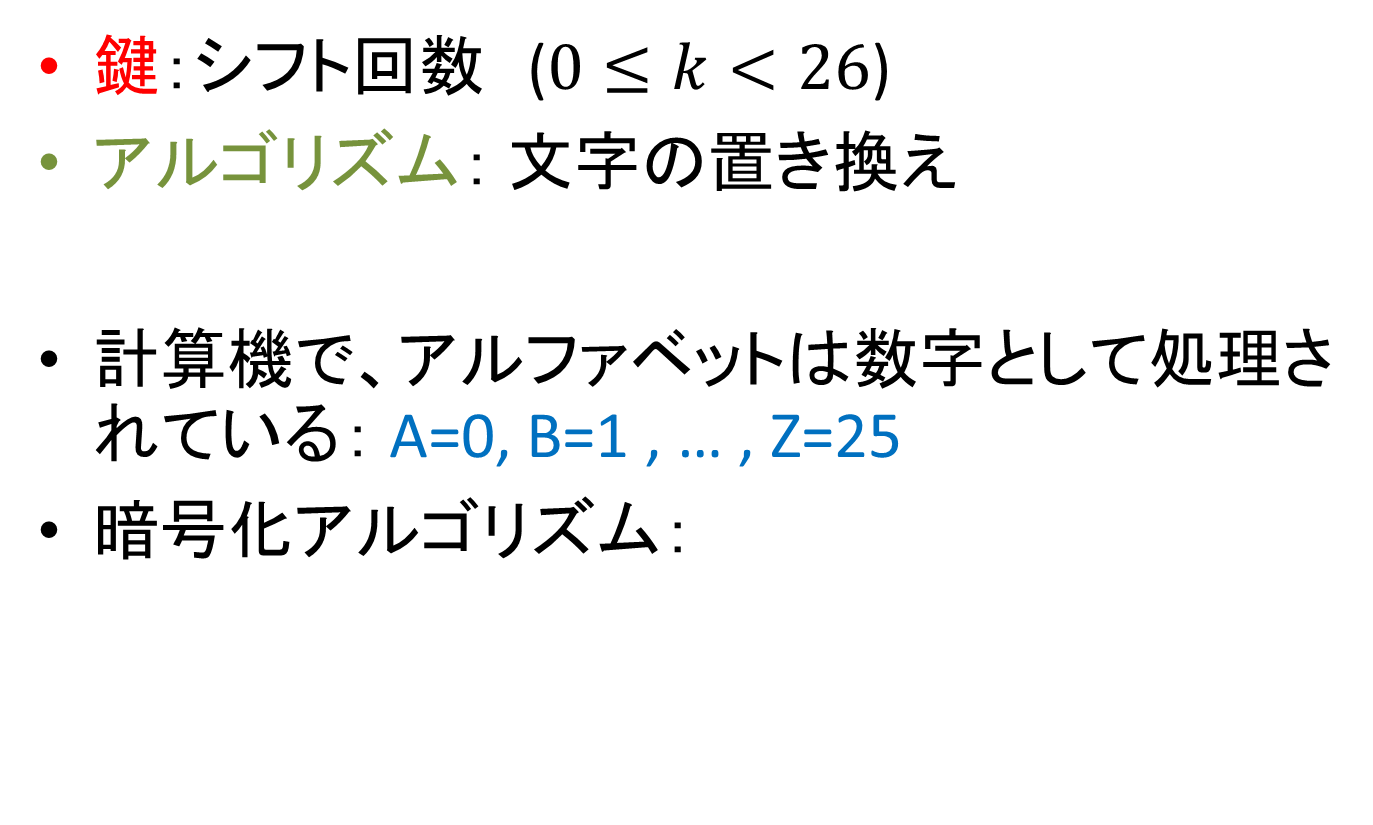 • 鍵：シフト回数 (0 ≤ k < 26)
• アルゴリズム： 文字の置き換え
• 計算機で、アルファベットは数字として処理さ
れている： A=0, B=1 , … , Z=25
• 暗号化アルゴリズム：